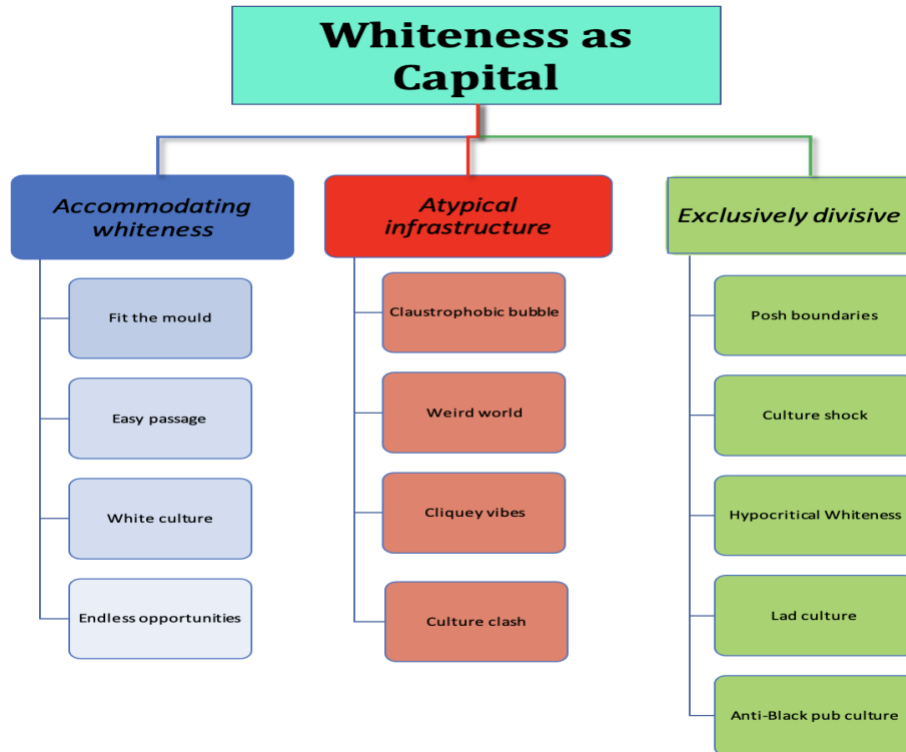 Whiteness as
Capital
Accommodating
whiteness
Fit the mould
Easy passage
White culture
Endless opportunities
Atypical
infrastructure
Claustrophobic bubble
Weird world
Cliquey vibes
Culture clash
Exclusively divisive
Posh boundaries
Culture shock
Hypocritical Whiteness
Lad culture
Anti-Black pub culture